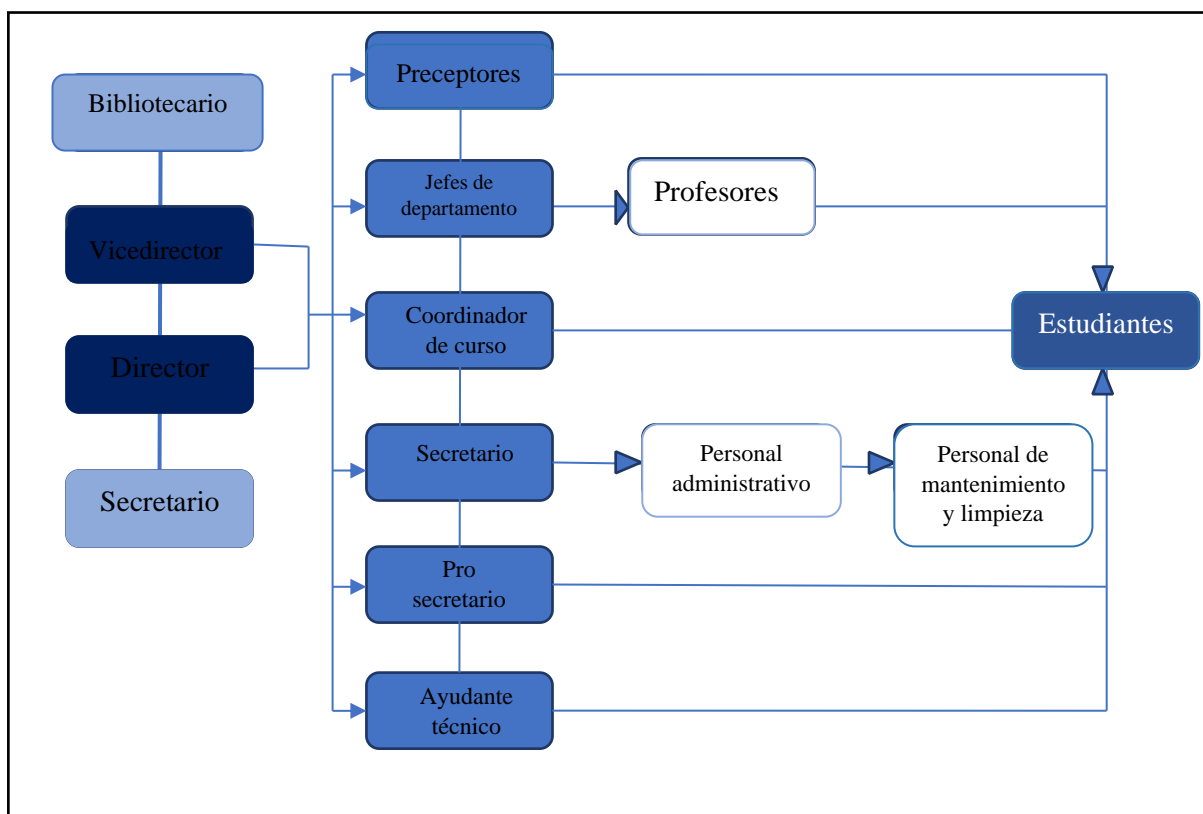 Bibliotecario
Vicedirector
Director
Secretario
Preceptores
Jefes de
departamento
Coordinador
de curso
Secretario
Pro
secretario
Ayudante
técnico
Profesores
Personal
administrativo
Personal de
mantenimiento
y limpieza
Estudiantes